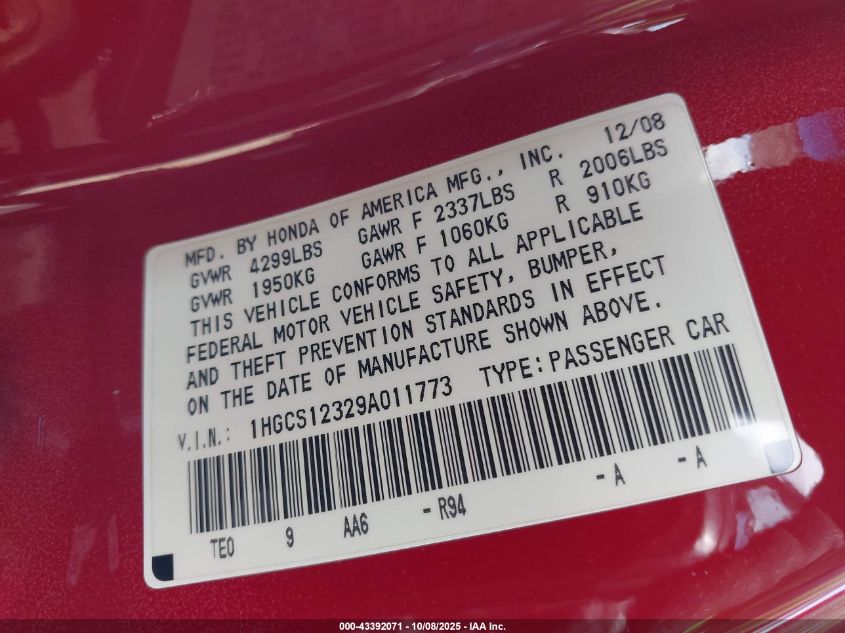 MFD. BY HONDA OF AMERICA MFG., INC. 12/08
GVWR 4299LBS GAWR F 2337LBS R 2006LBS
GVWR 1950KG GAWR F 1060KG R 910KG
THIS VEHICLE CONFORMS TO ALL APPLICABLE
FEDERAL MOTOR VEHICLE SAFETY, BUMPER,
AND THEFT PREVENTION STANDARDS IN EFFECT
ON THE DATE OF MANUFACTURE SHOWN ABOVE.
V.I.N.: 1HGCS12329A011773 TYPE:PASSENGER CAR
TE0 9 AA6 -R94 -A -A
000-43392071 - 10/08/2025 - IAA Inc.